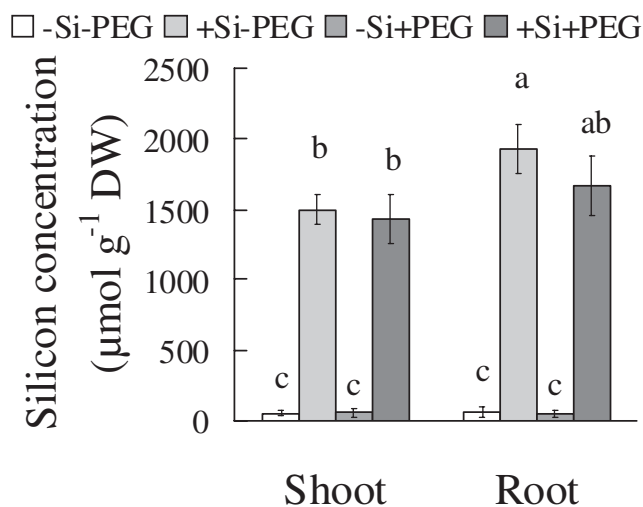 -Si-PEG +Si-PEG -Si+PEG +Si+PEG
Silicon concentration
(µmol g-1 DW)
2500
2000
1500
1000
500
0
c b c b
c a c ab
Shoot Root